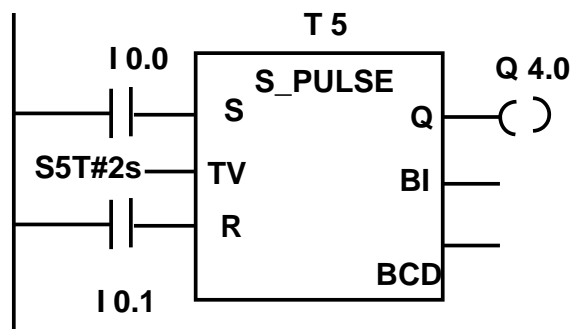 T 5
I 0.0
S_PULSE
Q 4.0
S
Q
S5T#2s
TV
BI
R
BCD
I 0.1